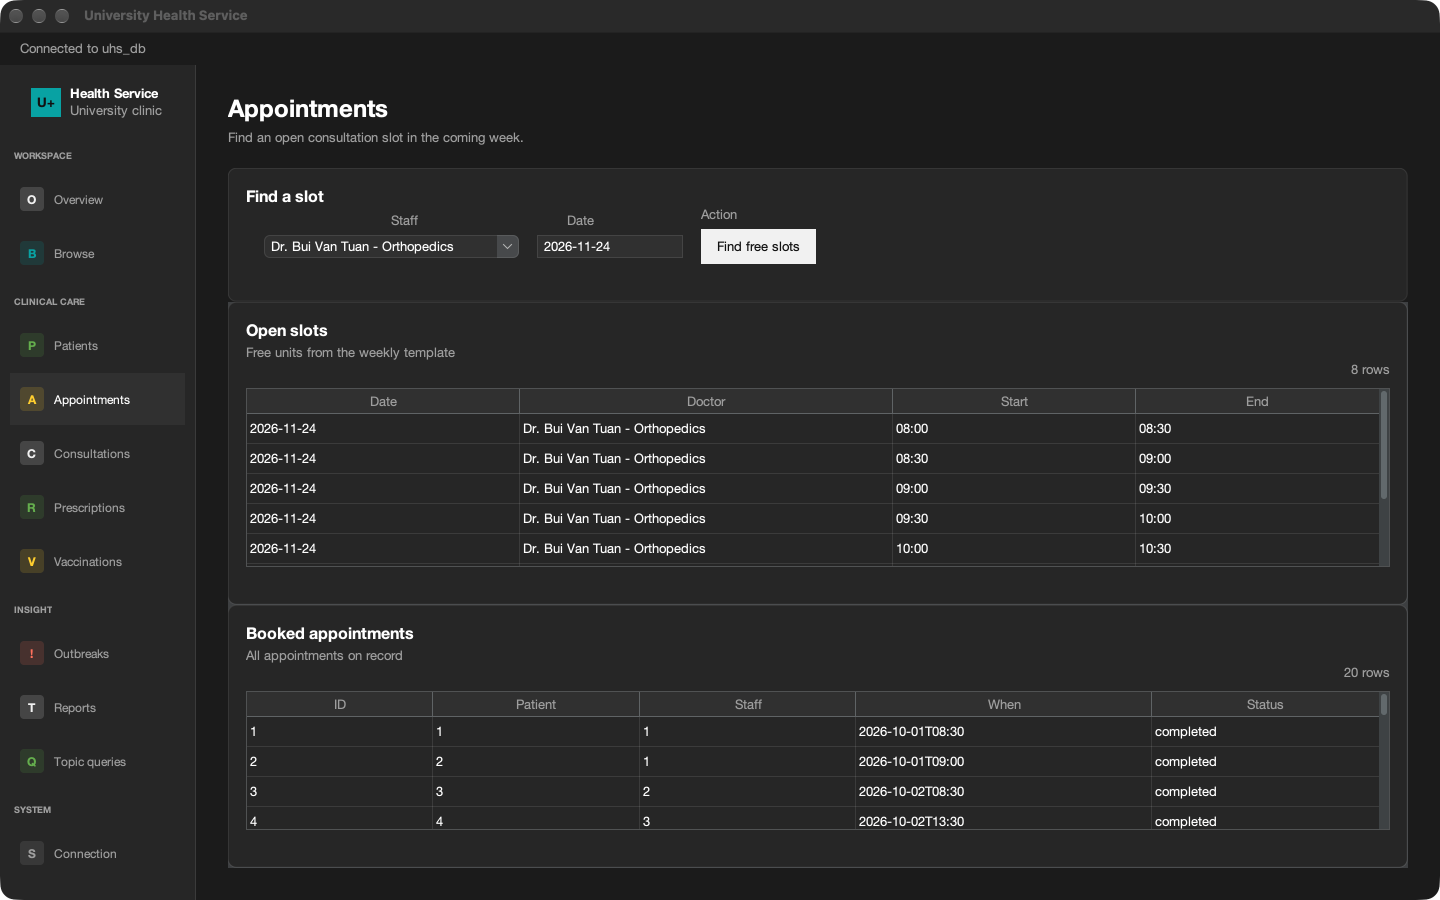 University Health Service
Connected to uhs_db
U+
Health Service
University clinic
WORKSPACE
O Overview
B Browse
CLINICAL CARE
P Patients
A Appointments
C Consultations
R Prescriptions
V Vaccinations
INSIGHT
! Outbreaks
T Reports
Q Topic queries
SYSTEM
S Connection
Appointments
Find an open consultation slot in the coming week.
Find a slot
Staff Date Action
Dr. Bui Van Tuan - Orthopedics 2026-11-24 Find free slots
Open slots
Free units from the weekly template
8 rows
Date Doctor Start End
2026-11-24 Dr. Bui Van Tuan - Orthopedics 08:00 08:30
2026-11-24 Dr. Bui Van Tuan - Orthopedics 08:30 09:00
2026-11-24 Dr. Bui Van Tuan - Orthopedics 09:00 09:30
2026-11-24 Dr. Bui Van Tuan - Orthopedics 09:30 10:00
2026-11-24 Dr. Bui Van Tuan - Orthopedics 10:00 10:30
Booked appointments
All appointments on record
20 rows
ID Patient Staff When Status
1 1 1 2026-10-01T08:30 completed
2 2 1 2026-10-01T09:00 completed
3 3 2 2026-10-02T08:30 completed
4 4 3 2026-10-02T13:30 completed